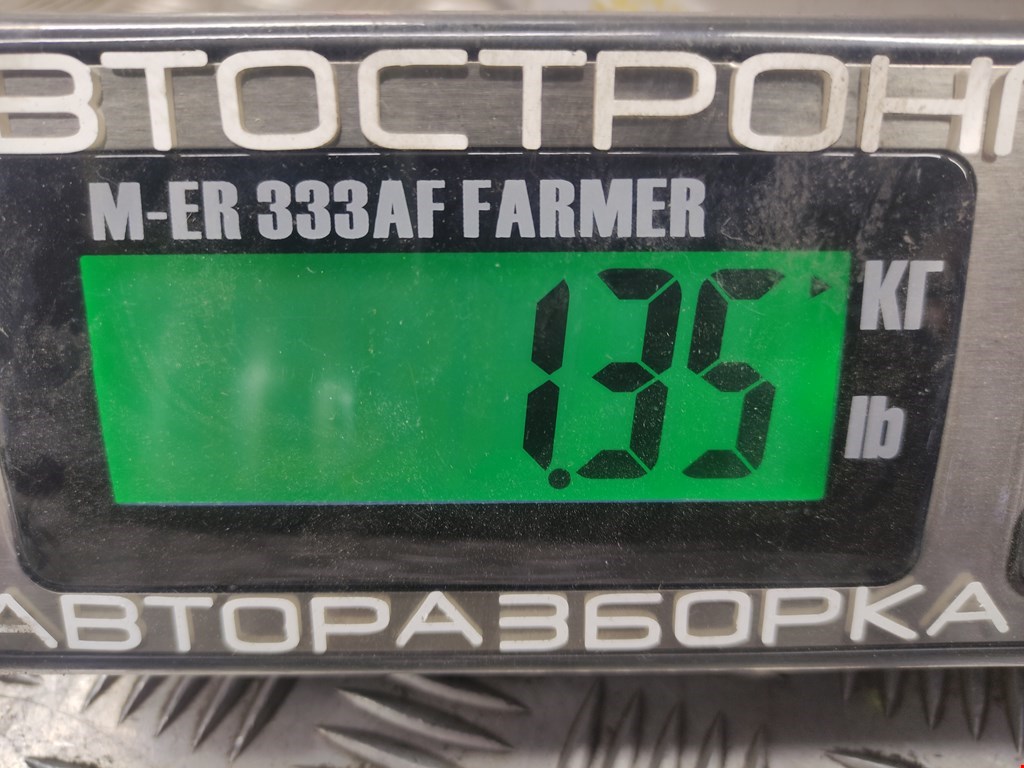 ВТОСТРОН
M-ER 333AF FARMER
1.35
КГ
lb
АВТОРАЗБОРКА